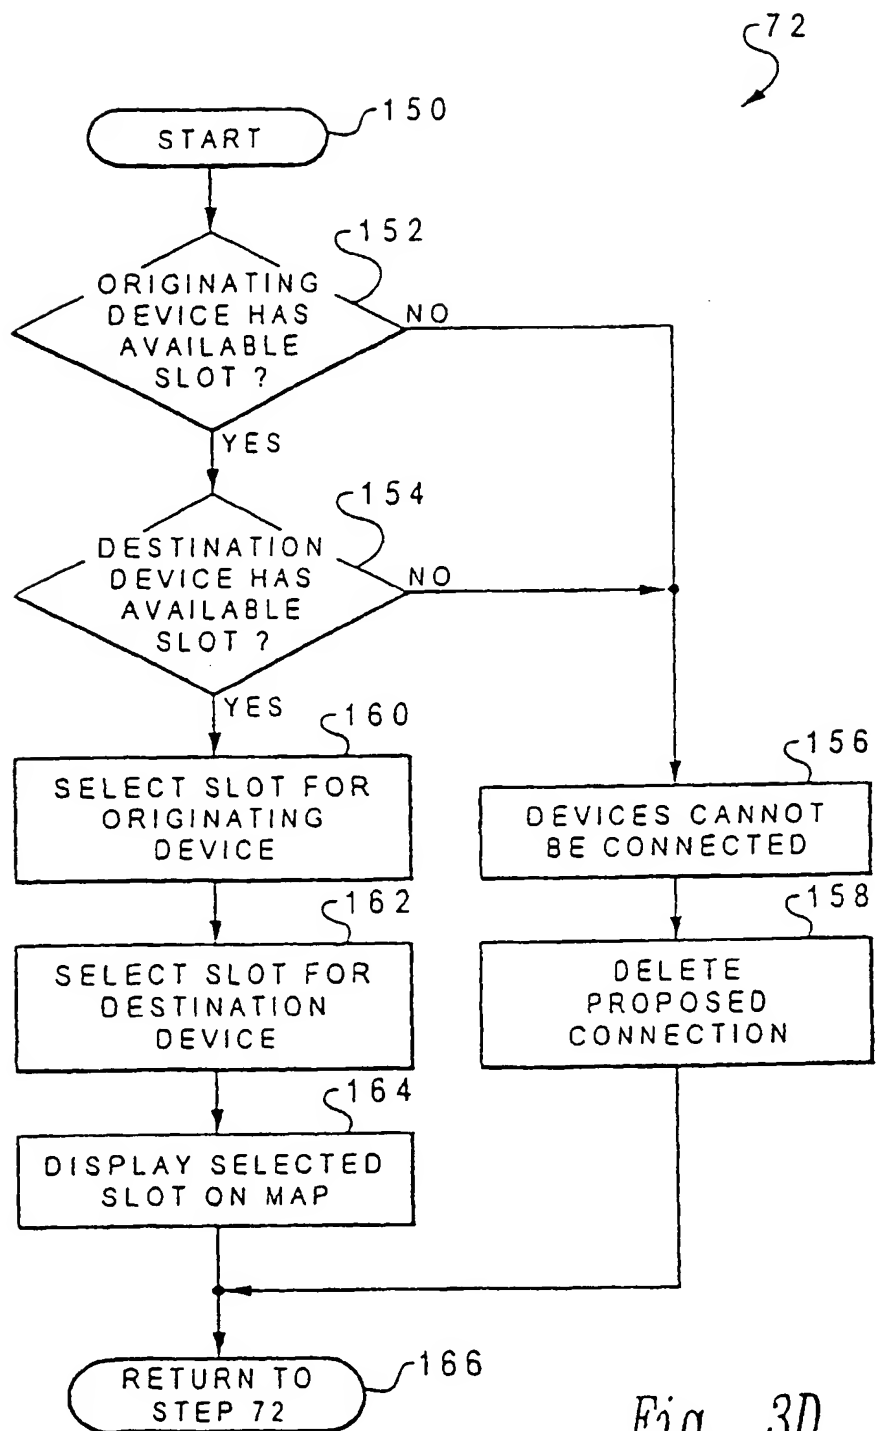 72
150
START
152
ORIGINATING
DEVICE HAS
AVAILABLE
SLOT ?
NO
YES
154
DESTINATION
DEVICE HAS
AVAILABLE
SLOT ?
NO
YES
160
SELECT SLOT FOR
ORIGINATING
DEVICE
156
DEVICES CANNOT
BE CONNECTED
162
SELECT SLOT FOR
DESTINATION
DEVICE
158
DELETE
PROPOSED
CONNECTION
164
DISPLAY SELECTED
SLOT ON MAP
166
RETURN TO
STEP 72
Fig. 3D